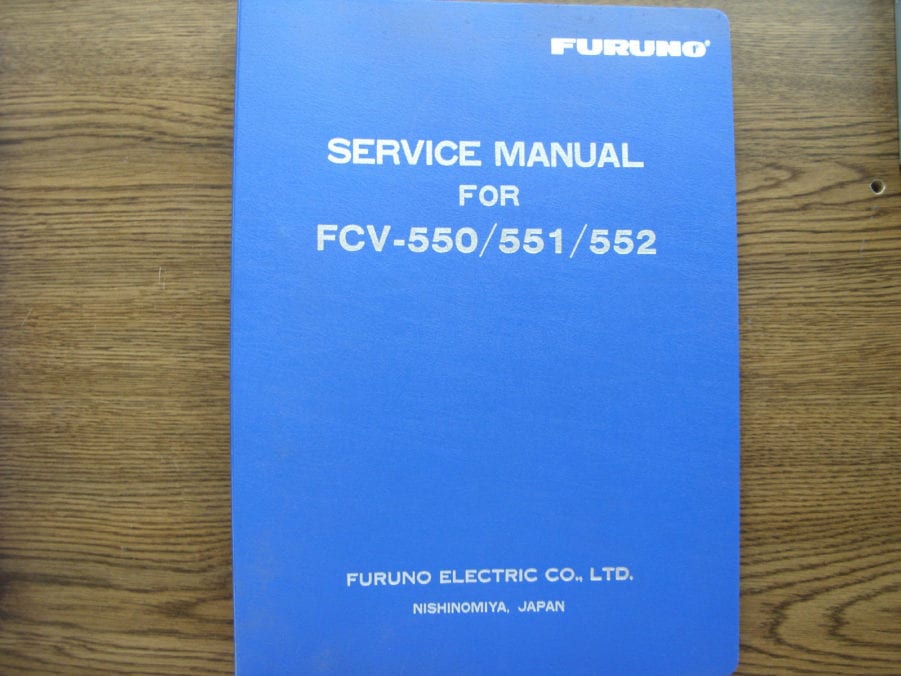 FURUNO®
SERVICE MANUAL
FOR
FCV-550/551/552
FURUNO ELECTRIC CO., LTD.
NISHINOMIYA, JAPAN